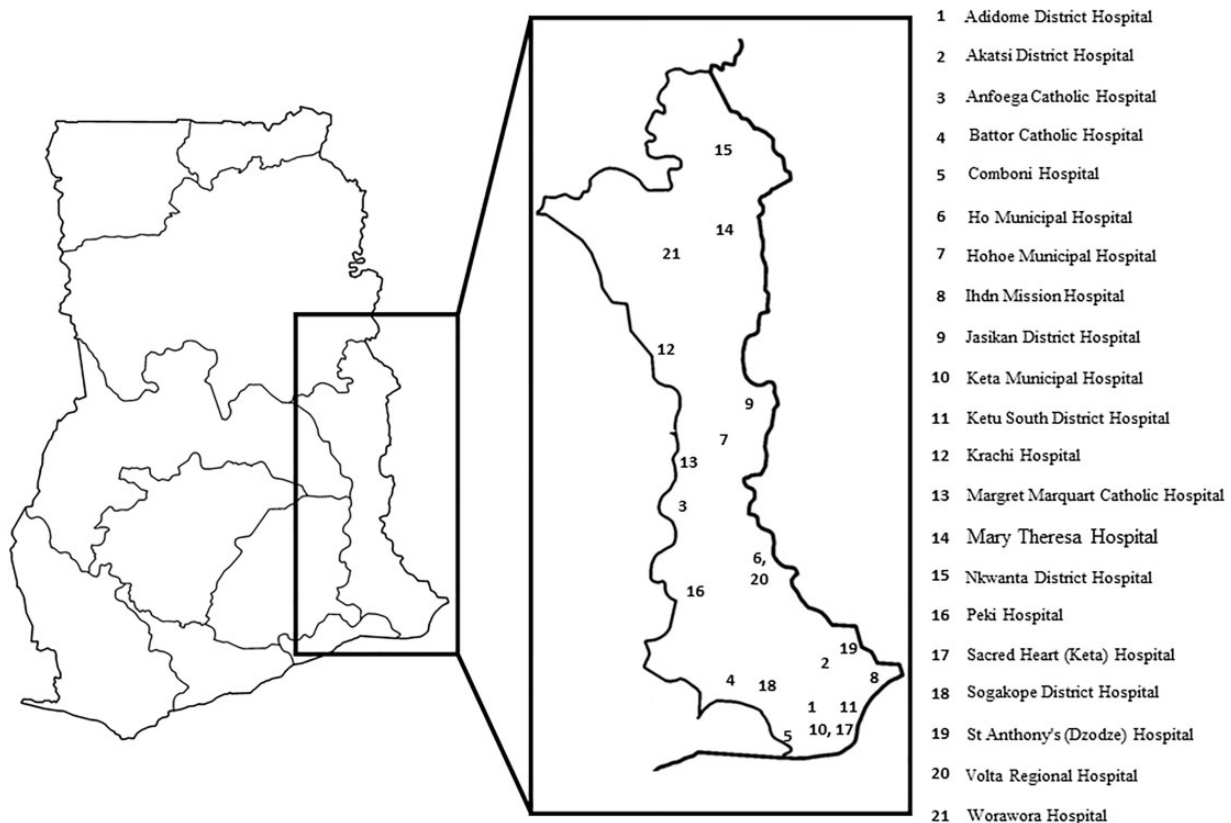 15
14
21
12
9
7
13
3
6,
20
16
19
2
8
4
18
1
11
10, 17
5
1 Adidome District Hospital
2 Akatsi District Hospital
3 Anfoega Catholic Hospital
4 Battor Catholic Hospital
5 Comboni Hospital
6 Ho Municipal Hospital
7 Hohoe Municipal Hospital
8 Ihdn Mission Hospital
9 Jasikan District Hospital
10 Keta Municipal Hospital
11 Ketu South District Hospital
12 Krachi Hospital
13 Margret Marquart Catholic Hospital
14 Mary Theresa Hospital
15 Nkwanta District Hospital
16 Peki Hospital
17 Sacred Heart (Keta) Hospital
18 Sogakope District Hospital
19 St Anthony's (Dzodze) Hospital
20 Volta Regional Hospital
21 Worawora Hospital